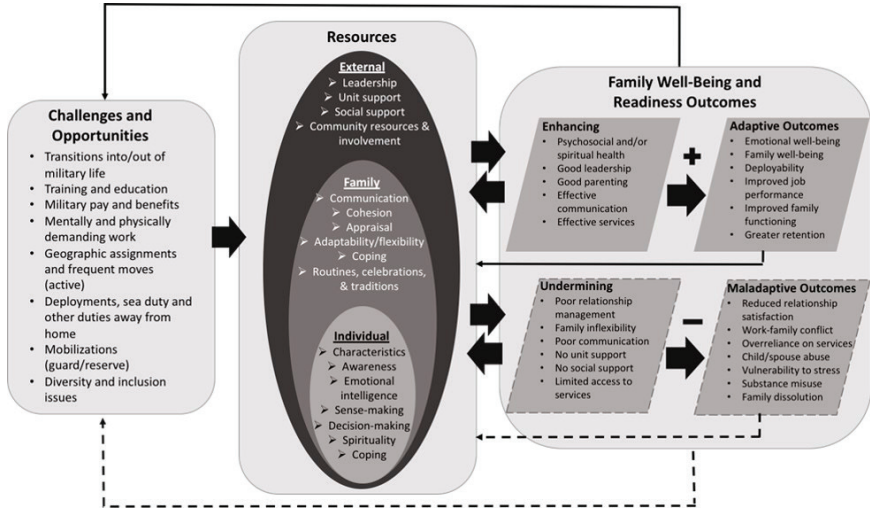 Challenges and
Opportunities
• Transitions into/out of
military life
• Training and education
• Military pay and benefits
• Mentally and physically
demanding work
• Geographic assignments
and frequent moves
(active)
• Deployments, sea duty and
other duties away from
home
• Mobilizations
(guard/reserve)
• Diversity and inclusion
issues
Resources
External
➢ Leadership
➢ Unit support
➢ Social support
➢ Community resources &
involvement
Family
➢ Communication
➢ Cohesion
➢ Appraisal
➢ Adaptability/flexibility
➢ Coping
➢ Routines, celebrations,
& traditions
Individual
➢ Characteristics
➢ Awareness
➢ Emotional
intelligence
➢ Sense-making
➢ Decision-making
➢ Spirituality
➢ Coping
Family Well-Being and
Readiness Outcomes
Enhancing
• Psychosocial and/or
spiritual health
• Good leadership
• Good parenting
• Effective
communication
• Effective services
+
Adaptive Outcomes
• Emotional well-being
• Family well-being
• Deployability
• Improved job
performance
• Improved family
functioning
• Greater retention
Undermining
• Poor relationship
management
• Family inflexibility
• Poor communication
• No unit support
• No social support
• Limited access to
services
−
Maladaptive Outcomes
• Reduced relationship
satisfaction
• Work-family conflict
• Overreliance on services
• Child/spouse abuse
• Vulnerability to stress
• Substance misuse
• Family dissolution